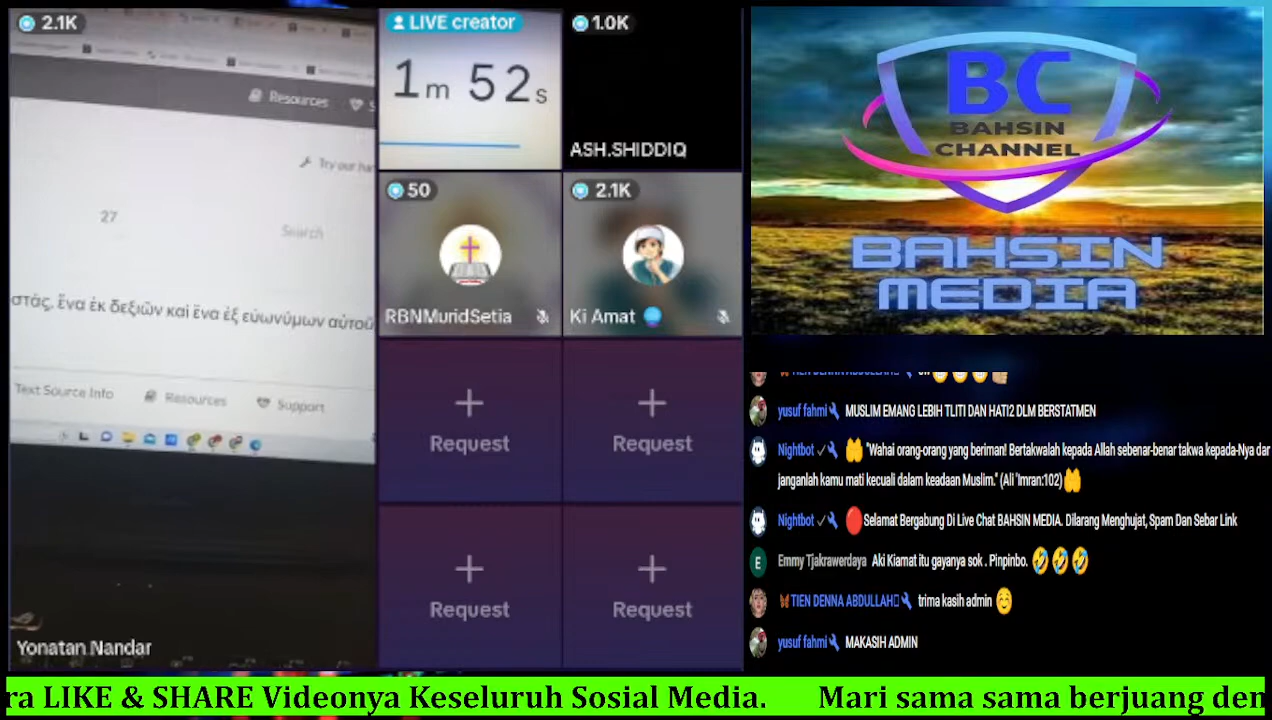 2.1K
Resources
Try our
27
Search
στάς, ἕνα ἐκ δεξιῶν καὶ ἕνα ἐξ εὐωνύμων αὐτοῦ
Text Source Info
Resources
Support
Yonatan Nandar
LIVE creator
1m 52s
1.0K
ASH.SHIDDIQ
50
RBNMuridSetia
2.1K
Ki Amat
+
Request
+
Request
+
Request
+
Request
BC
BAHSIN
CHANNEL
BAHSIN
MEDIA
TIEN DENNA ABDULLAH
yusuf fahmi MUSLIM EMANG LEBIH TLITI DAN HATI2 DLM BERSTATMEN
Nightbot 🤲 "Wahai orang-orang yang beriman! Bertakwalah kepada Allah sebenar-benar takwa kepada-Nya dar
janganlah kamu mati kecuali dalam keadaan Muslim." (Ali 'Imran:102) 🤲
Nightbot 🔴 Selamat Bergabung Di Live Chat BAHSIN MEDIA. Dilarang Menghujat, Spam Dan Sebar Link
E Emmy Tjakrawerdaya Aki Kiamat itu gayanya sok . Pinpinbo. 🤣🤣🤣
🦋TIEN DENNA ABDULLAH trima kasih admin ☺️
yusuf fahmi MAKASIH ADMIN
ra LIKE & SHARE Videonya Keseluruh Sosial Media. Mari sama sama berjuang den